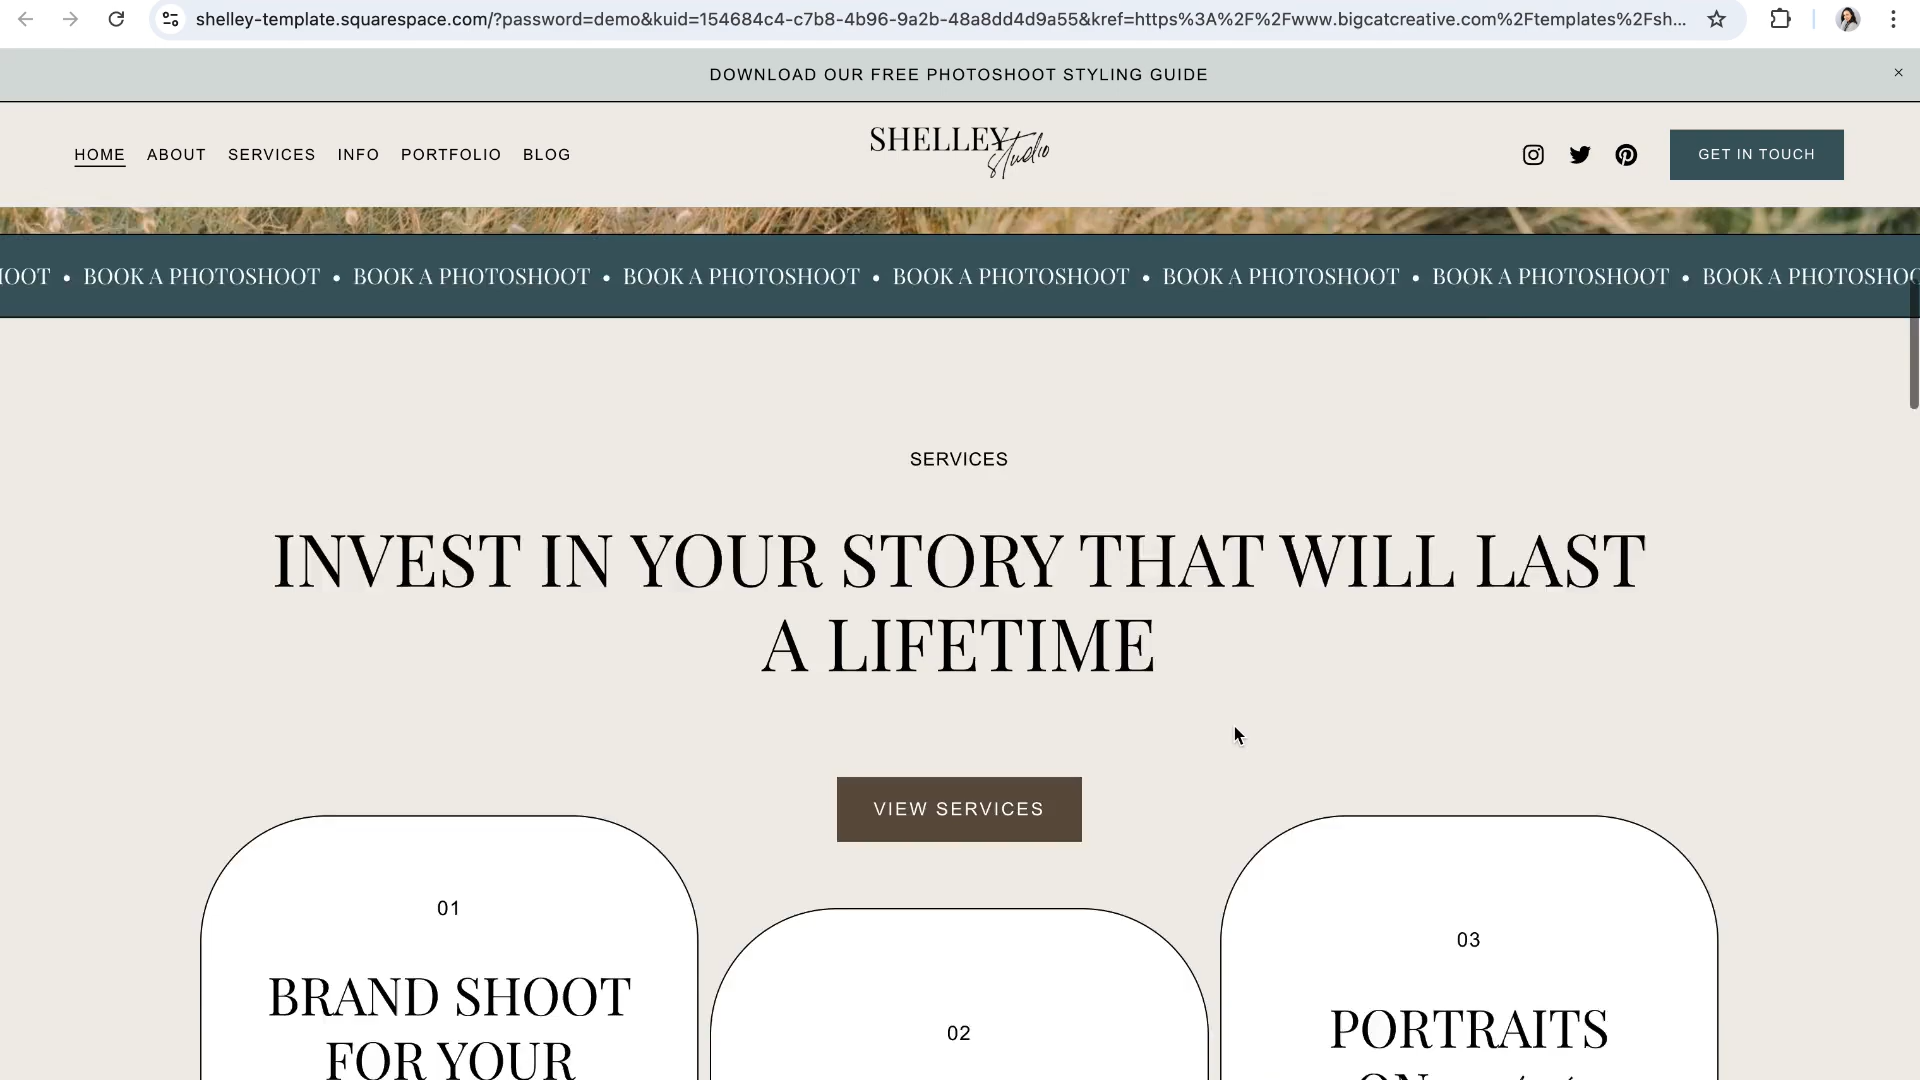 shelley-template.squarespace.com/?password=demo&kuid=154684c4-c7b8-4b96-9a2b-48a8dd4d9a55&kref=https%3A%2F%2Fwww.bigcatcreative.com%2Ftemplates%2Fsh...
DOWNLOAD OUR FREE PHOTOSHOOT STYLING GUIDE
HOME ABOUT SERVICES INFO PORTFOLIO BLOG
SHELLEY
studio
GET IN TOUCH
HOOT • BOOK A PHOTOSHOOT • BOOK A PHOTOSHOOT • BOOK A PHOTOSHOOT • BOOK A PHOTOSHOOT • BOOK A PHOTOSHOOT • BOOK A PHOTOSHOOT • BOOK A PHOTOSHOO
SERVICES
INVEST IN YOUR STORY THAT WILL LAST
A LIFETIME
VIEW SERVICES
01
BRAND SHOOT
FOR YOUR
02
03
PORTRAITS